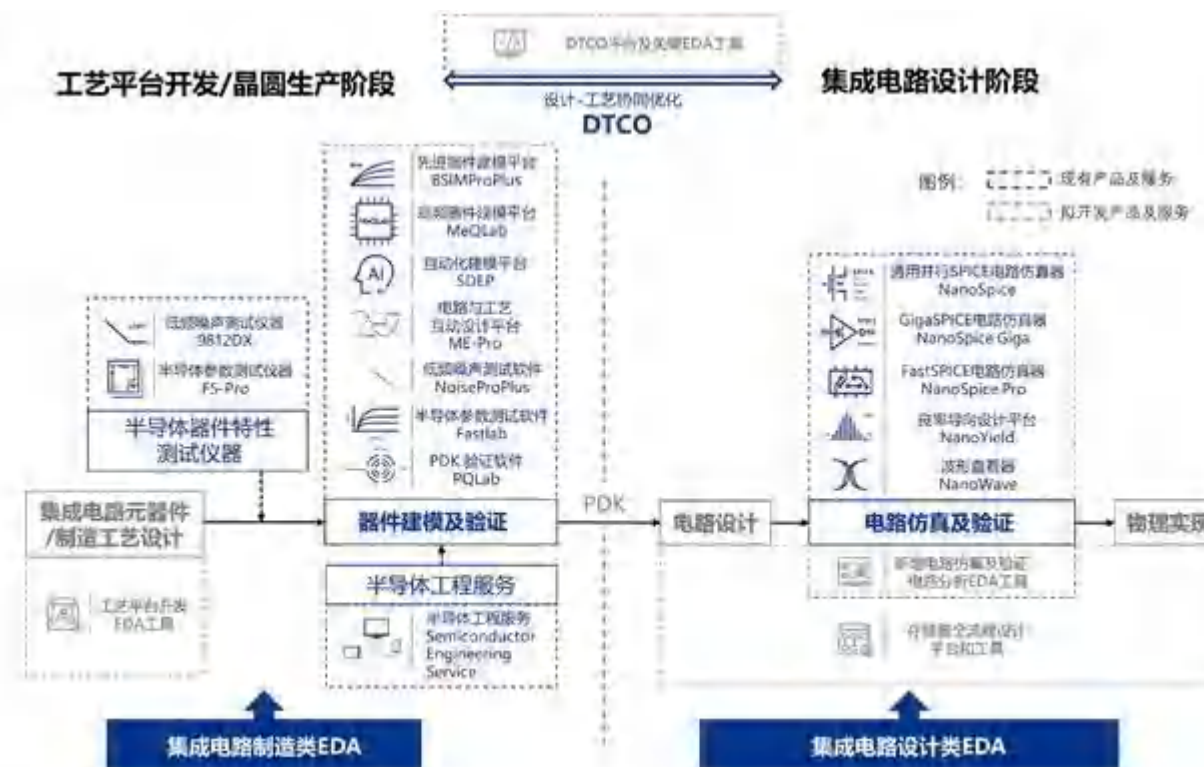 DTCO平台及关键EDA工具
工艺平台开发/晶圆生产阶段
集成电路设计阶段
设计-工艺协同优化
DTCO
图例：
现有产品及服务
拟开发产品及服务
先进器件建模平台
BSIMProPlus
射频器件建模平台
MeQLab
自动化建模平台
SDEP
电路与工艺
互动设计平台
ME-Pro
低频噪声测试软件
NoiseProPlus
半导体参数测试软件
Fastlab
PDK 验证软件
PQLab
低频噪声测试仪器
9812DX
半导体参数测试仪器
FS-Pro
半导体器件特性
测试仪器
通用并行SPICE电路仿真器
NanoSpice
GigaSPICE电路仿真器
NanoSpice Giga
FastSPICE电路仿真器
NanoSpice Pro
良率导向设计平台
NanoYield
波形查看器
NanoWave
集成电路元器件
/制造工艺设计
器件建模及验证
PDK
电路设计
电路仿真及验证
物理实现
工艺平台开发
EDA工具
半导体工程服务
半导体工程服务
Semiconductor
Engineering
Service
新增电路仿真及验证
电路分析EDA工具
存储器全流程设计
平台和工具
集成电路制造类EDA
集成电路设计类EDA